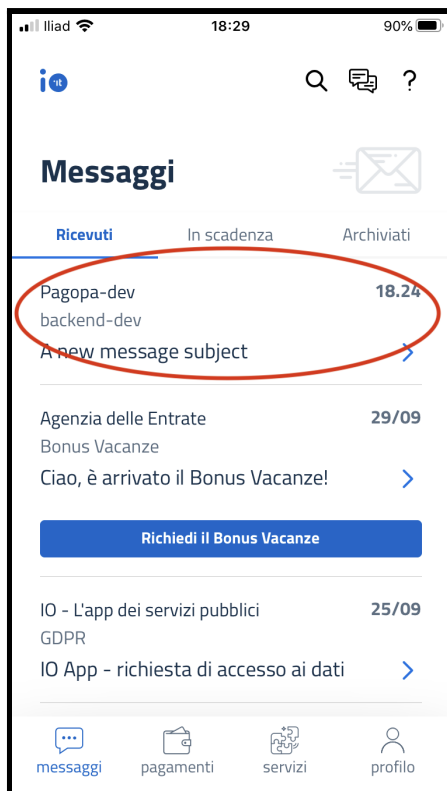 Iliad 18:29 90%
io it
Messaggi
Ricevuti In scadenza Archiviati
Pagopa-dev 18.24
backend-dev
A new message subject
Agenzia delle Entrate 29/09
Bonus Vacanze
Ciao, è arrivato il Bonus Vacanze!
Richiedi il Bonus Vacanze
IO - L'app dei servizi pubblici 25/09
GDPR
IO App - richiesta di accesso ai dati
messaggi pagamenti servizi profilo